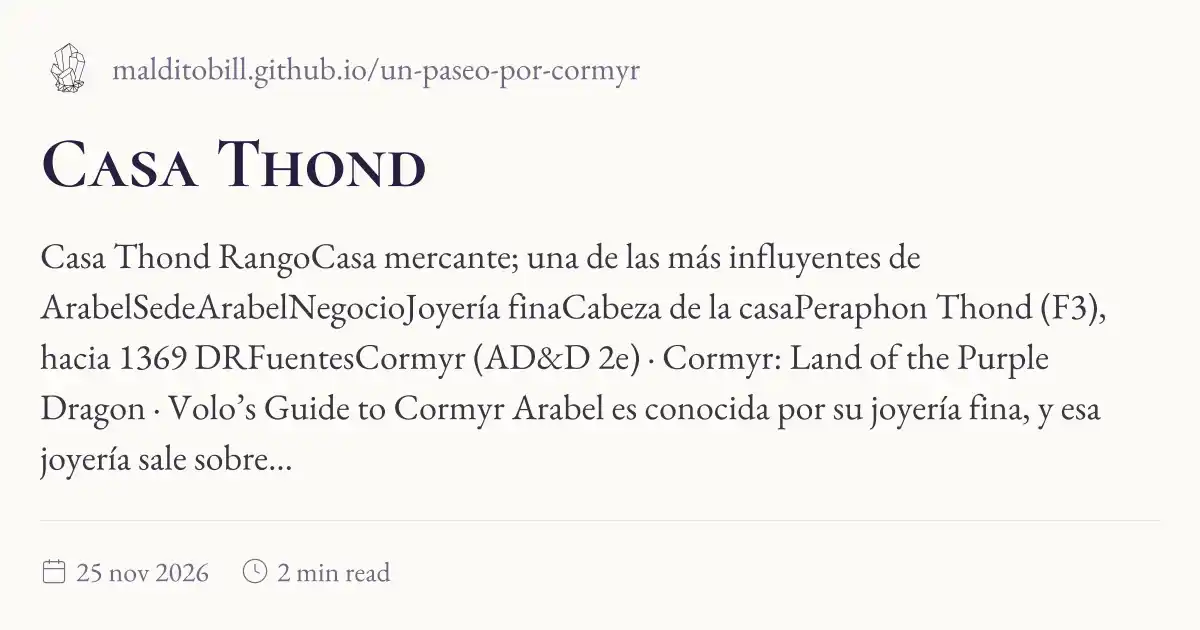 malditobill.github.io/un-paseo-por-cormyr
Casa Thond
Casa Thond RangoCasa mercante; una de las más influyentes de
ArabelSedeArabelNegocioJoyería finaCabeza de la casaPeraphon Thond (F3),
hacia 1369 DRFuentesCormyr (AD&D 2e) · Cormyr: Land of the Purple
Dragon · Volo’s Guide to Cormyr Arabel es conocida por su joyería fina, y esa
joyería sale sobre...
25 nov 2026
2 min read